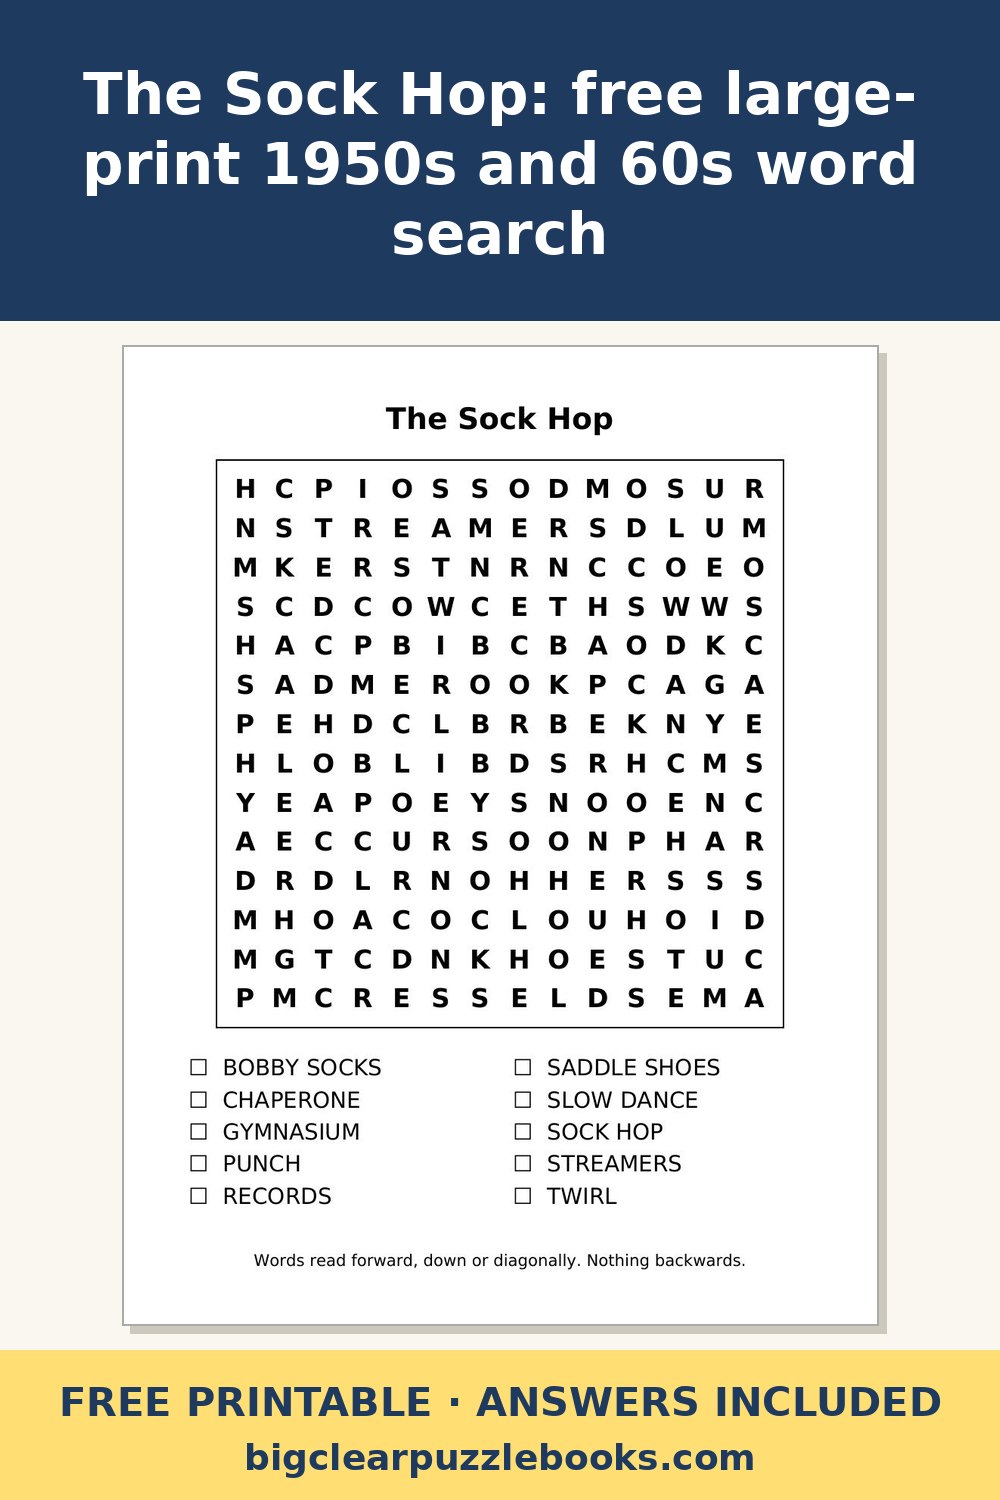 The Sock Hop: free large-
print 1950s and 60s word
search
The Sock Hop
H C P I O S S O D M O S U R
N S T R E A M E R S D L U M
M K E R S T N R N C C O E O
S C D C O W C E T H S W W S
H A C P B I B C B A O D K C
S A D M E R O O K P C A G A
P E H D C L B R B E K N Y E
H L O B L I B D S R H C M S
Y E A P O E Y S N O O E N C
A E C C U R S O O N P H A R
D R D L R N O H H E R S S S
M H O A C O C L O U H O I D
M G T C D N K H O E S T U C
P M C R E S S E L D S E M A
☐ BOBBY SOCKS ☐ SADDLE SHOES
☐ CHAPERONE ☐ SLOW DANCE
☐ GYMNASIUM ☐ SOCK HOP
☐ PUNCH ☐ STREAMERS
☐ RECORDS ☐ TWIRL
Words read forward, down or diagonally. Nothing backwards.
FREE PRINTABLE · ANSWERS INCLUDED
bigclearpuzzlebooks.com